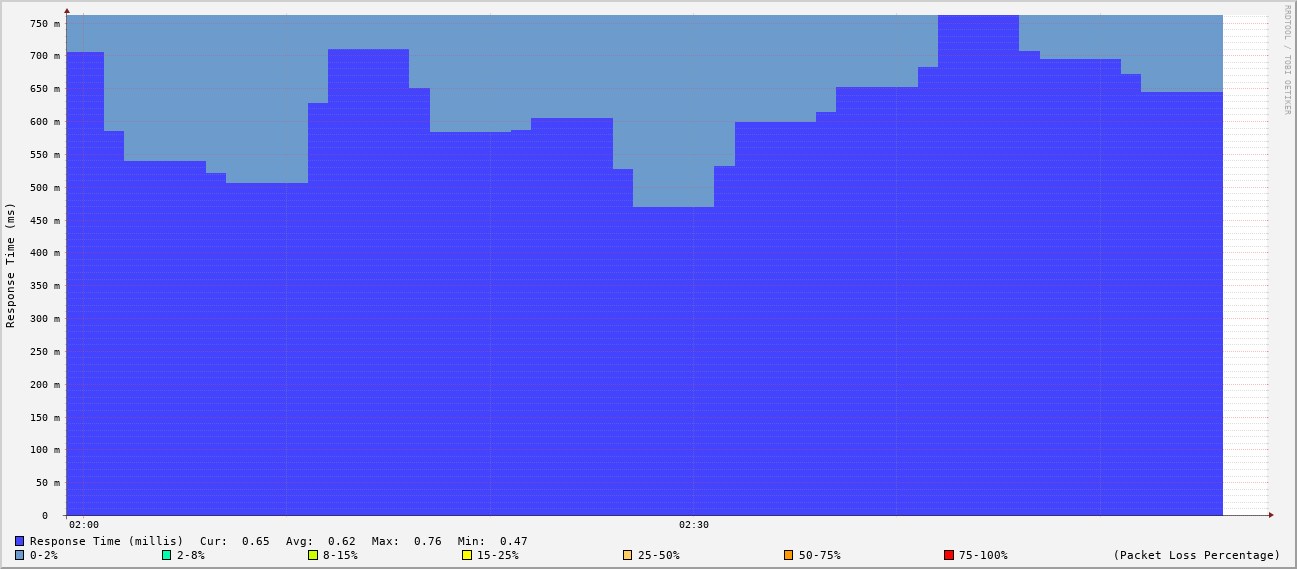 RRDTOOL / TOBI OETIKER
Response Time (ms)
750 m
700 m
650 m
600 m
550 m
500 m
450 m
400 m
350 m
300 m
250 m
200 m
150 m
100 m
50 m
0
02:00 02:30
Response Time (millis) Cur: 0.65 Avg: 0.62 Max: 0.76 Min: 0.47
0-2% 2-8% 8-15% 15-25% 25-50% 50-75% 75-100% (Packet Loss Percentage)